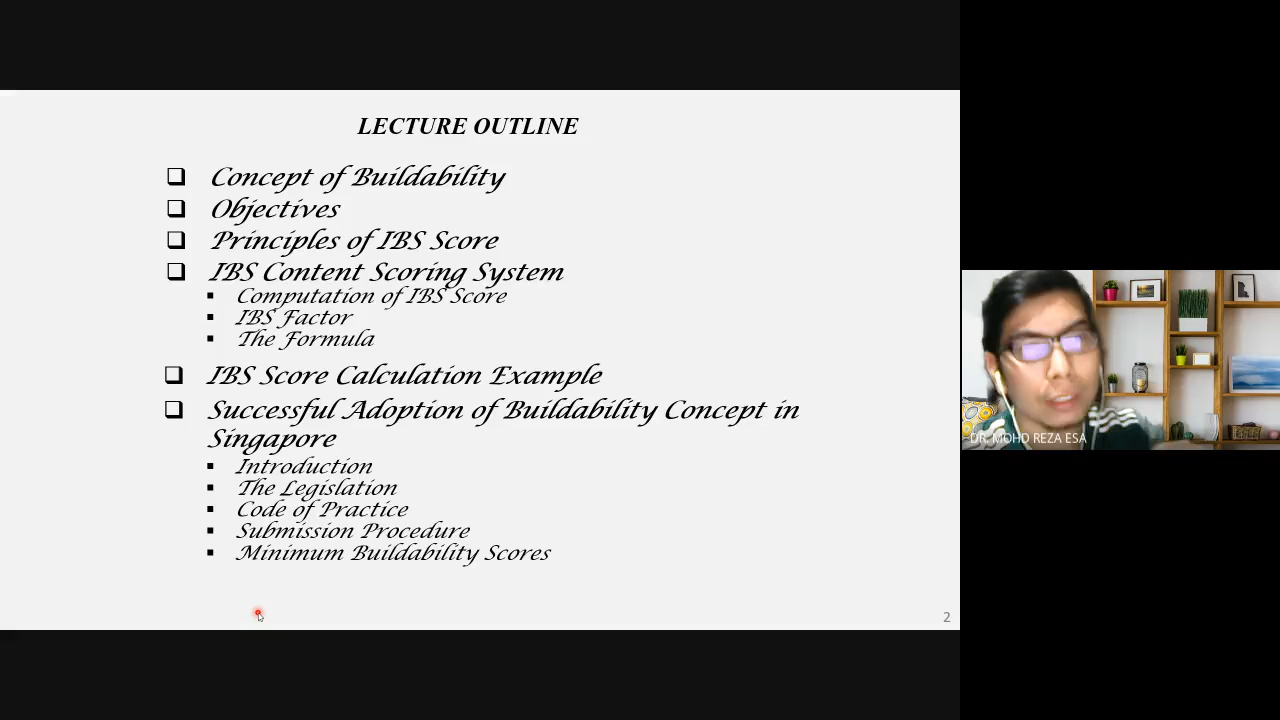 LECTURE OUTLINE
Concept of Buildability
Objectives
Principles of IBS Score
IBS Content Scoring System
Computation of IBS Score
IBS Factor
The Formula
IBS Score Calculation Example
Successful Adoption of Buildability Concept in
Singapore
Introduction
The Legislation
Code of Practice
Submission Procedure
Minimum Buildability Scores
2
DR. MOHD REZA ESA